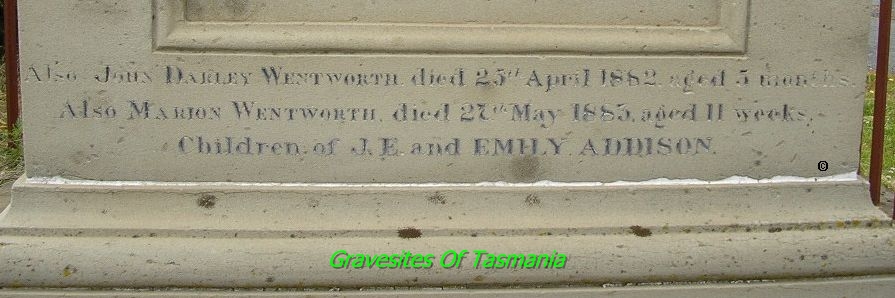 Also John Darley Wentworth, died 25th April 1882, aged 5 months.
Also Marion Wentworth, died 27th May 1883, aged 11 weeks,
Children of J.E. and EMILY ADDISON.
©
Gravesites Of Tasmania